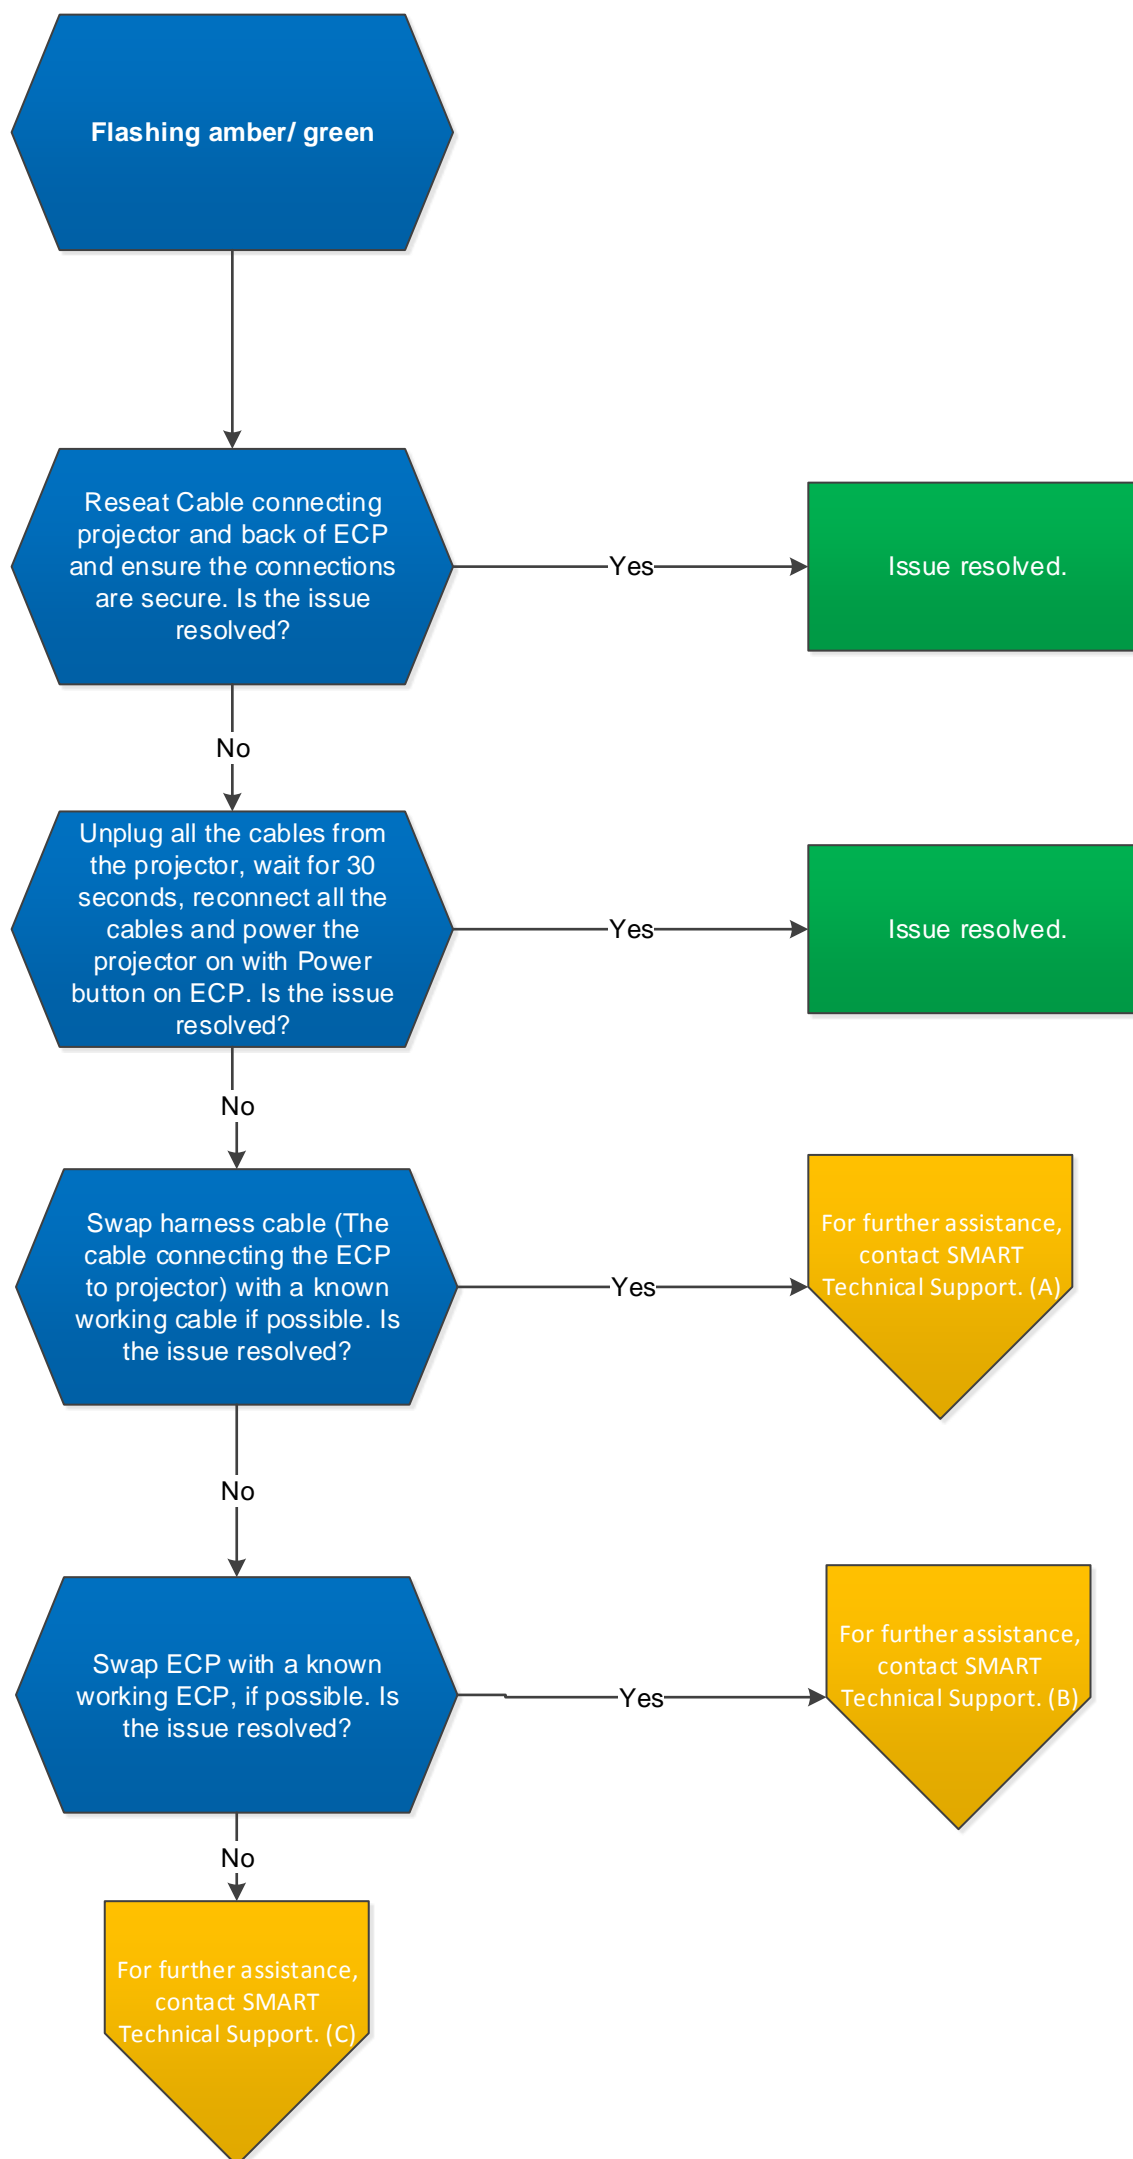 Flashing amber/ green
Reseat Cable connecting
projector and back of ECP
and ensure the connections
are secure. Is the issue
resolved?
Yes
Issue resolved.
No
Unplug all the cables from
the projector, wait for 30
seconds, reconnect all the
cables and power the
projector on with Power
button on ECP. Is the issue
resolved?
Yes
Issue resolved.
No
Swap harness cable (The
cable connecting the ECP
to projector) with a known
working cable if possible. Is
the issue resolved?
Yes
For further assistance,
contact SMART
Technical Support. (A)
No
Swap ECP with a known
working ECP, if possible. Is
the issue resolved?
Yes
For further assistance,
contact SMART
Technical Support. (B)
No
For further assistance,
contact SMART
Technical Support. (C)